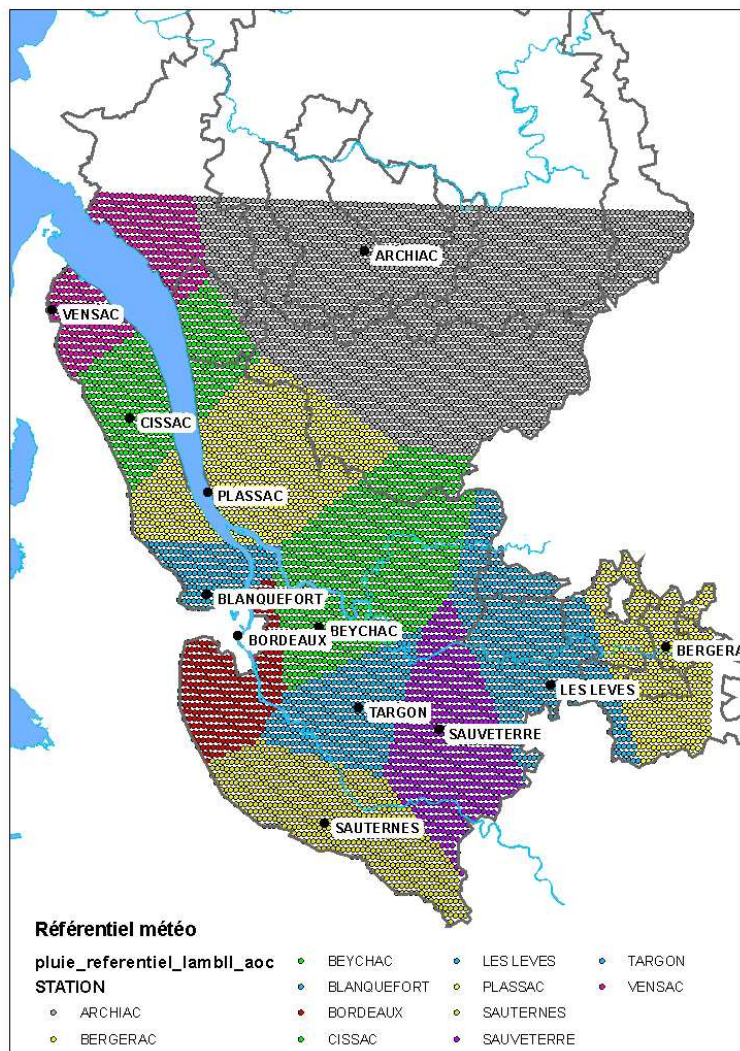 ARCHIAC
VENSAC
CISSAC
PLASSAC
BLANQUEFORT
BORDEAUX
BEYCHAC
BERGERA
LES LEVES
TARGON
SAUVETERRE
SAUTERNES
Référentiel météo
pluie_referentiel_lambII_aoc
STATION
ARCHIAC
BERGERAC
BEYCHAC
BLANQUEFORT
BORDEAUX
CISSAC
LES LEVES
PLASSAC
SAUTERNES
SAUVETERRE
TARGON
VENSAC